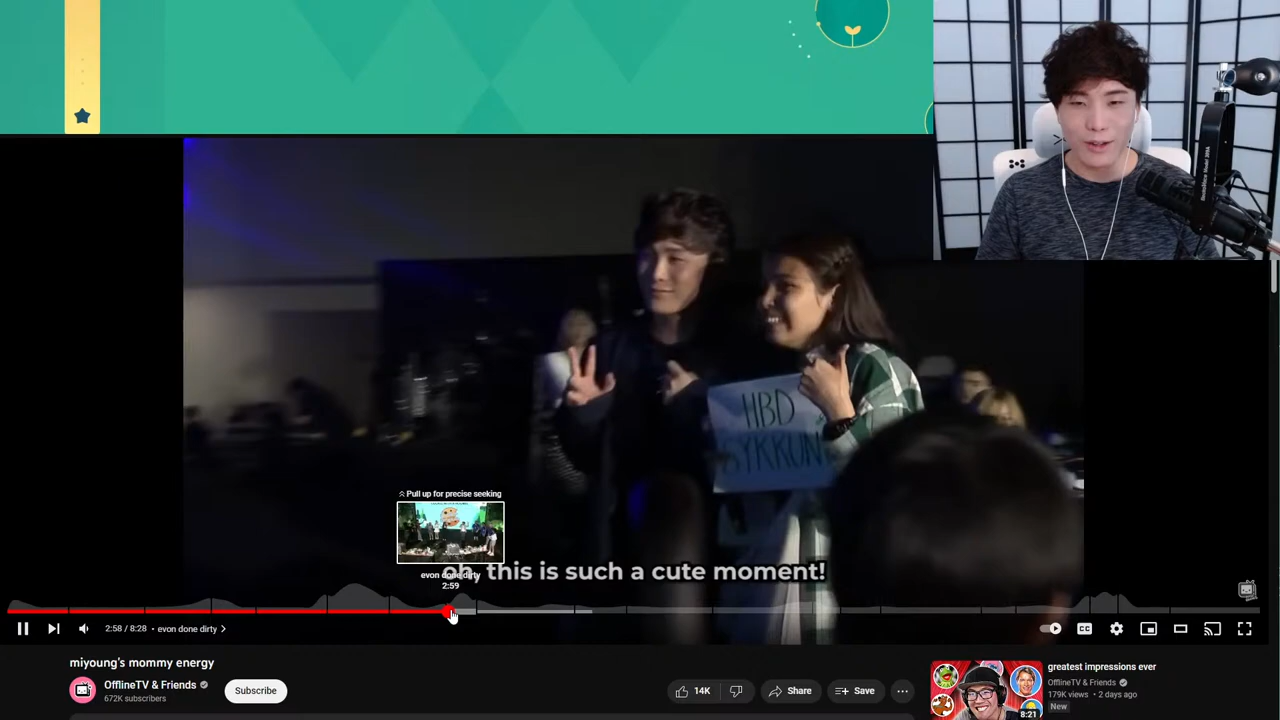 HBD
SYKKUNO
Pull up for precise seeking
evon done dirty
2:59
oh, this is such a cute moment!
2:58 / 8:28 • evon done dirty
CC
miyoung's mommy energy
OfflineTV & Friends
672K subscribers
Subscribe
14K
Share
Save
greatest impressions ever
OfflineTV & Friends
179K views • 2 days ago
New
8:21